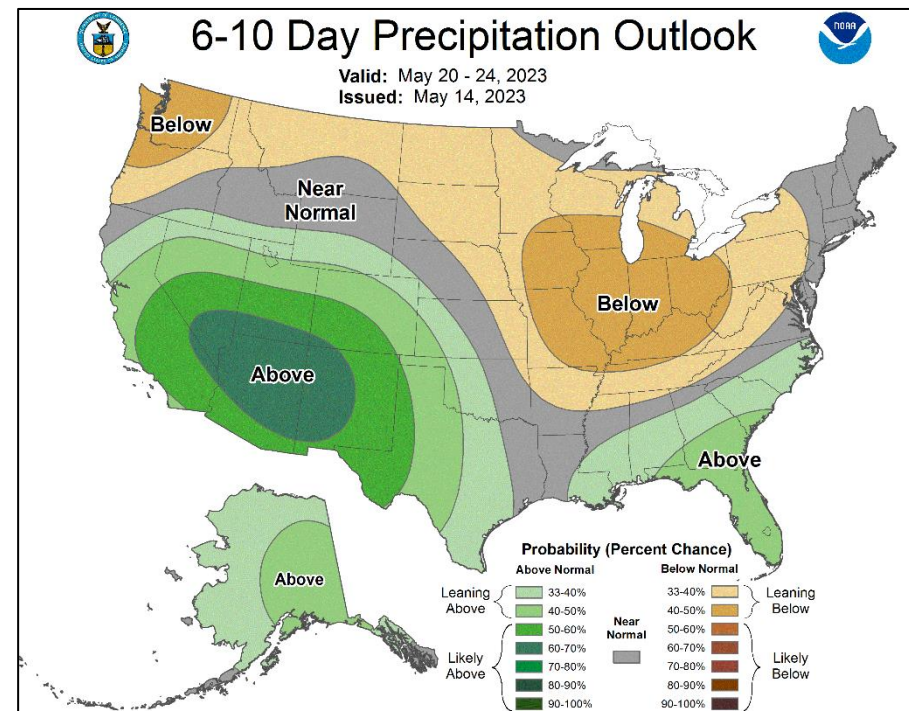 6-10 Day Precipitation Outlook
Valid: May 20 - 24, 2023
Issued: May 14, 2023
NOAA
Below
Near
Normal
Below
Above
Above
Above
Probability (Percent Chance)
Above Normal
Below Normal
Leaning
Above
33-40%
40-50%
Likely
Above
50-60%
60-70%
70-80%
80-90%
90-100%
Near
Normal
33-40%
40-50%
Leaning
Below
50-60%
60-70%
70-80%
80-90%
90-100%
Likely
Below